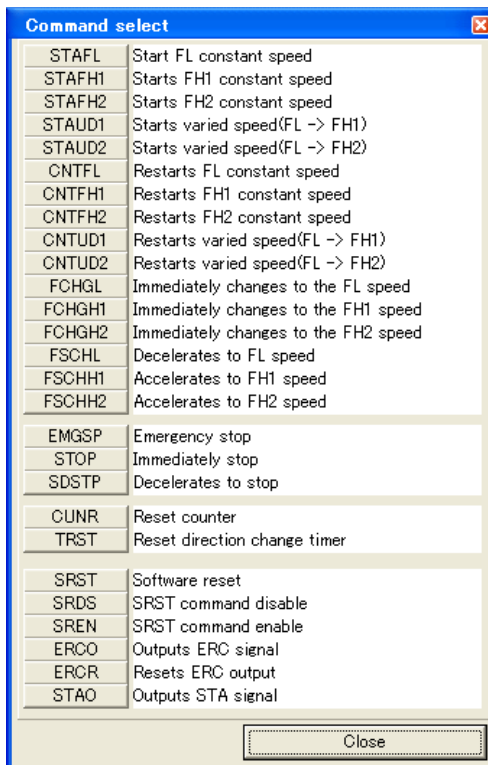 Command select
STAFL Start FL constant speed
STAFH1 Starts FH1 constant speed
STAFH2 Starts FH2 constant speed
STAUD1 Starts varied speed(FL -> FH1)
STAUD2 Starts varied speed(FL -> FH2)
CNTFL Restarts FL constant speed
CNTFH1 Restarts FH1 constant speed
CNTFH2 Restarts FH2 constant speed
CNTUD1 Restarts varied speed(FL -> FH1)
CNTUD2 Restarts varied speed(FL -> FH2)
FCHGL Immediately changes to the FL speed
FCHGH1 Immediately changes to the FH1 speed
FCHGH2 Immediately changes to the FH2 speed
FSCHL Decelerates to FL speed
FSCHH1 Accelerates to FH1 speed
FSCHH2 Accelerates to FH2 speed
EMGSP Emergency stop
STOP Immediately stop
SDSTP Decelerates to stop
CUNR Reset counter
TRST Reset direction change timer
SRST Software reset
SRDS SRST command disable
SREN SRST command enable
ERCO Outputs ERC signal
ERCR Resets ERC output
STAO Outputs STA signal
Close